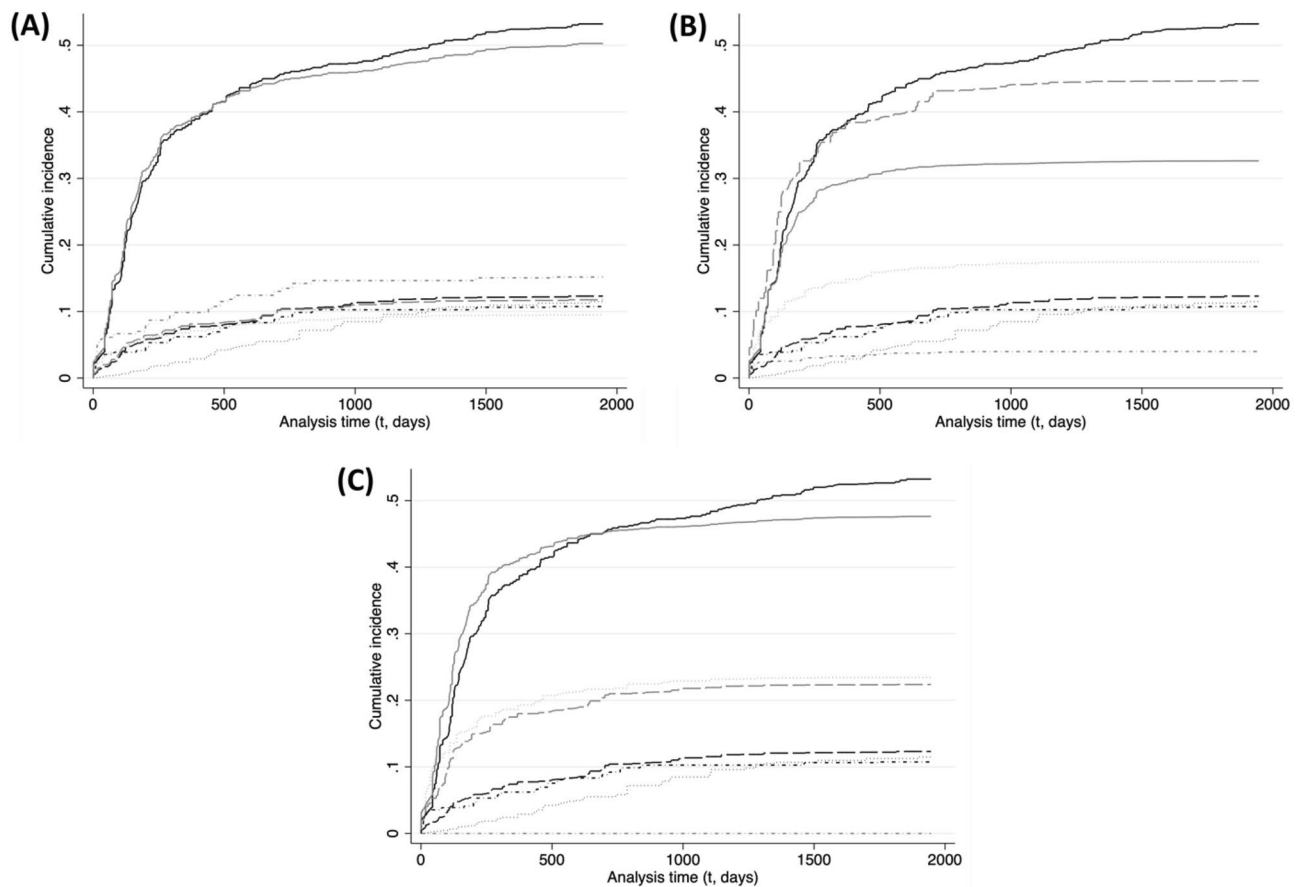 (A)
Cumulative incidence
.5
.4
.3
.2
.1
0
0 500 1000 1500 2000
Analysis time (t, days)
(B)
Cumulative incidence
.5
.4
.3
.2
.1
0
0 500 1000 1500 2000
Analysis time (t, days)
(C)
Cumulative incidence
.5
.4
.3
.2
.1
0
0 500 1000 1500 2000
Analysis time (t, days)